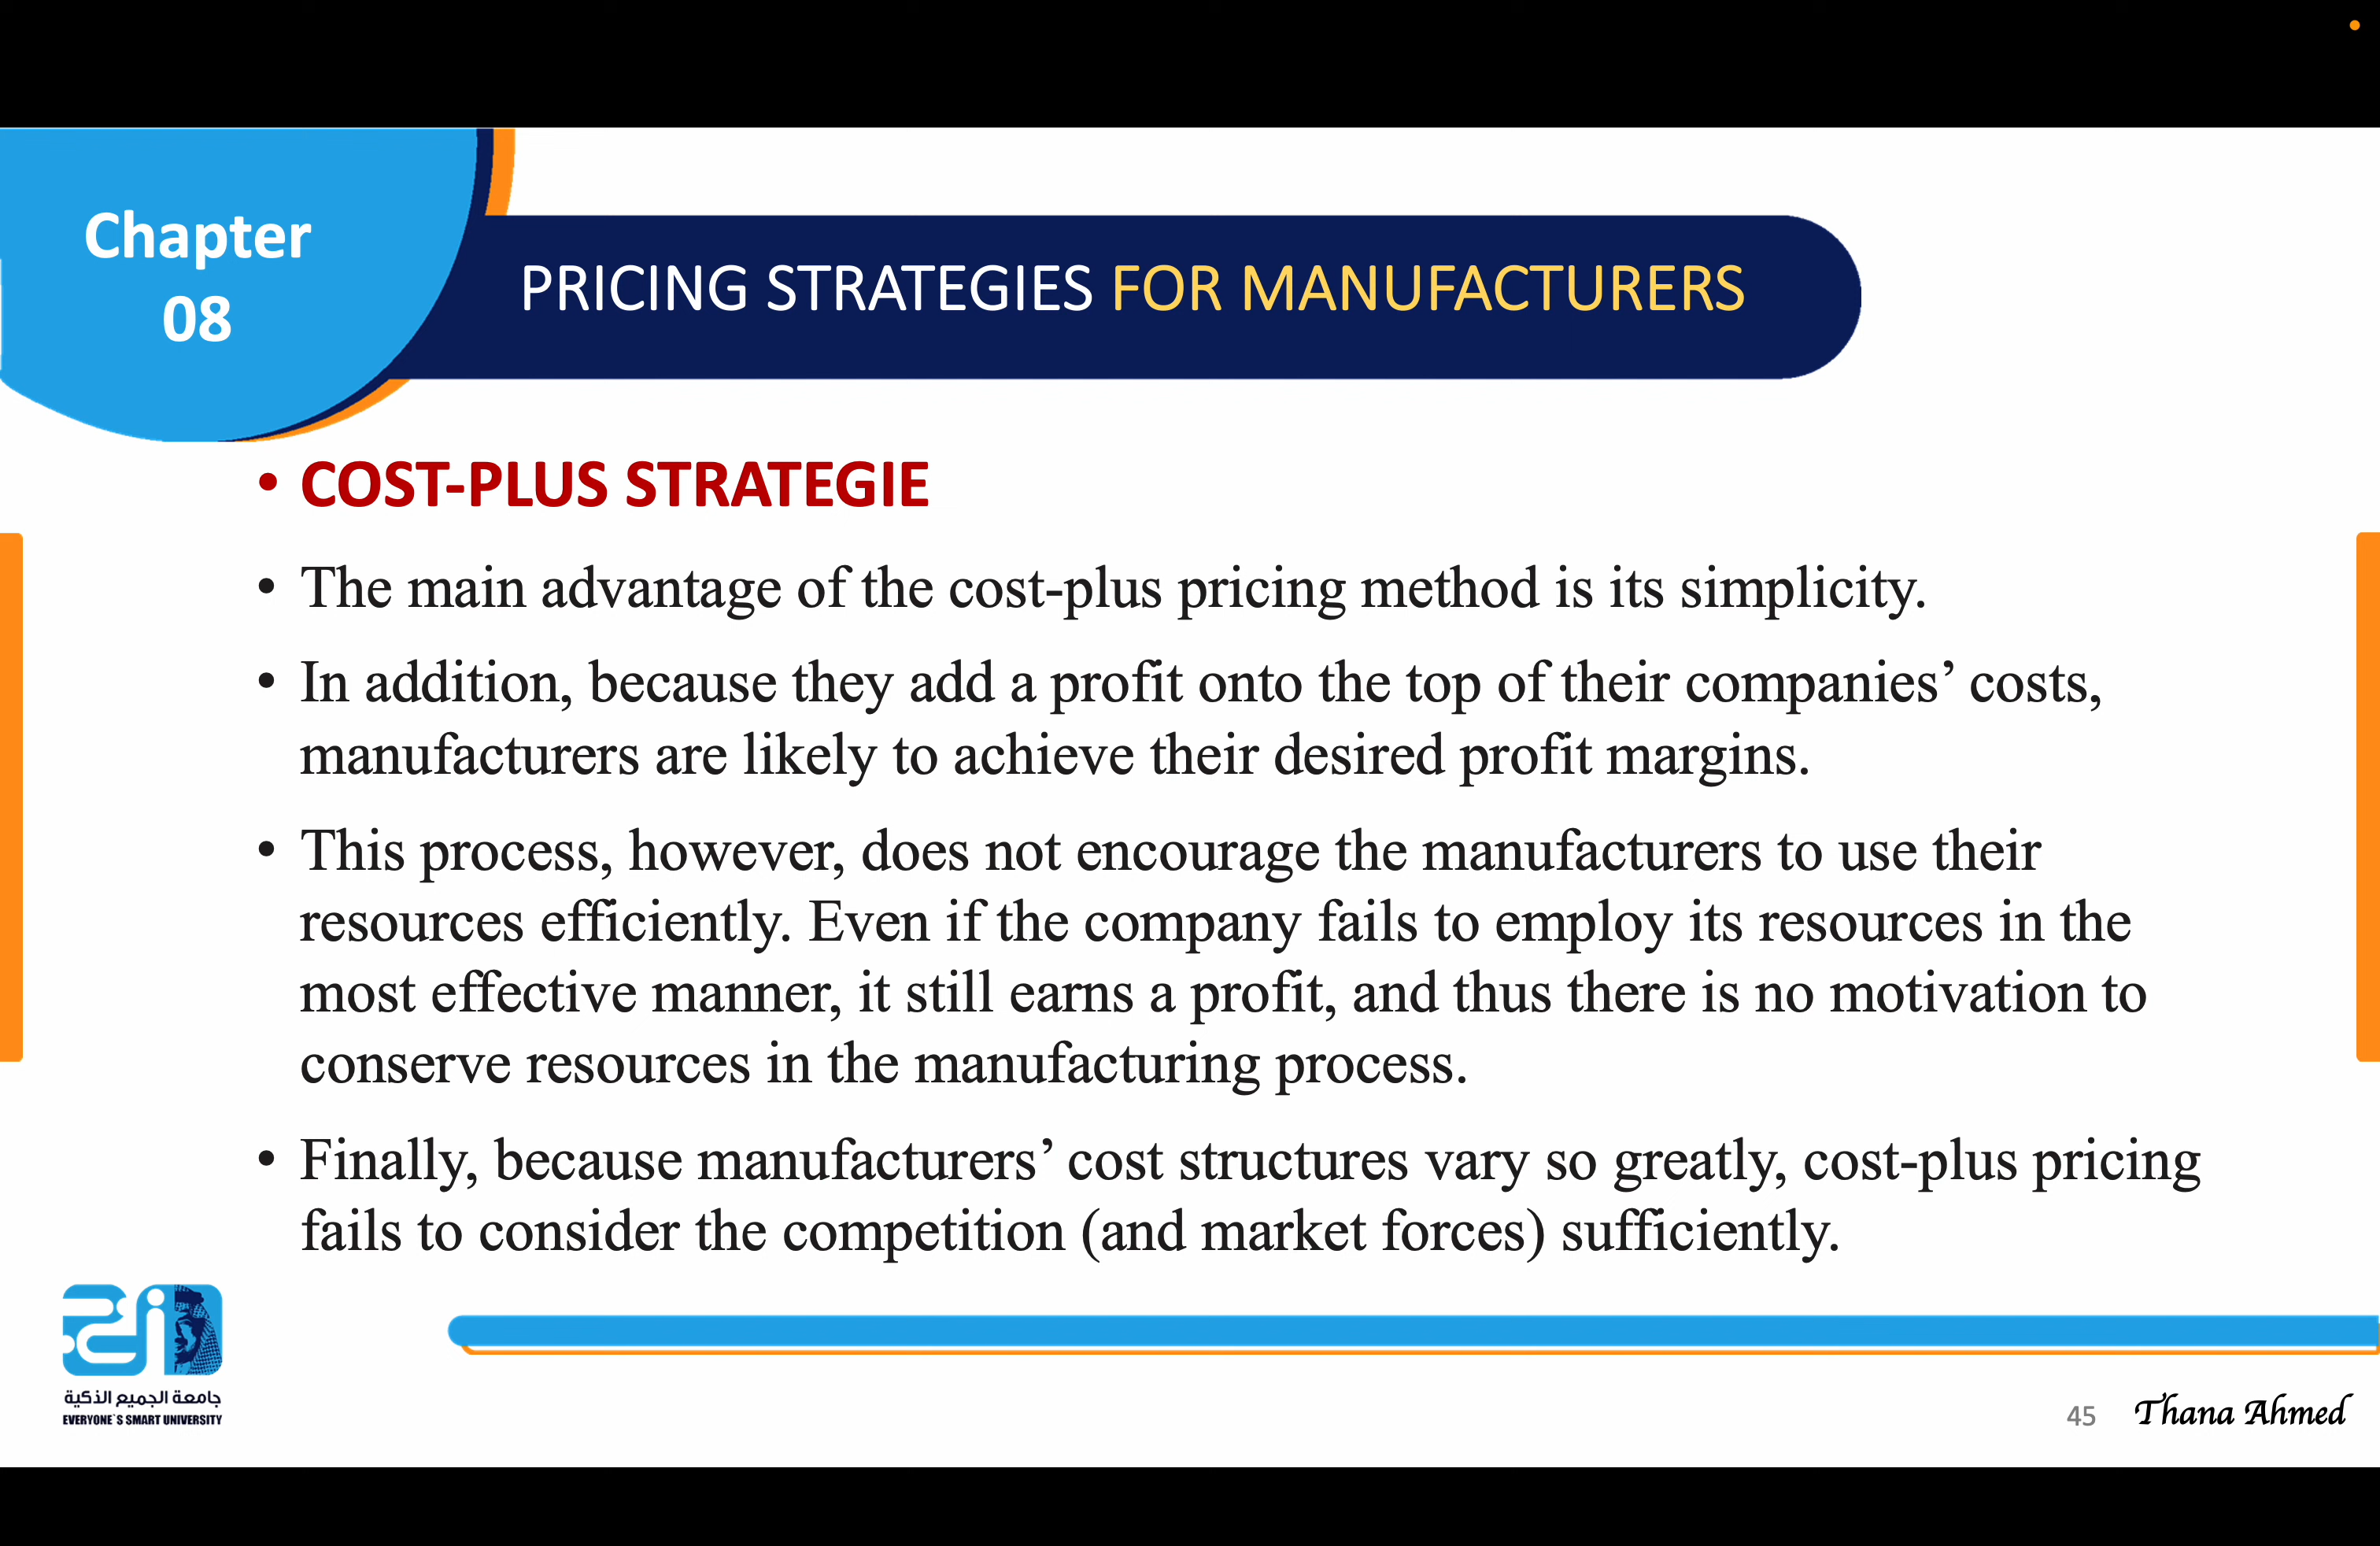 Chapter
08
PRICING STRATEGIES FOR MANUFACTURERS
• COST-PLUS STRATEGIE
• The main advantage of the cost-plus pricing method is its simplicity.
• In addition, because they add a profit onto the top of their companies’ costs,
manufacturers are likely to achieve their desired profit margins.
• This process, however, does not encourage the manufacturers to use their
resources efficiently. Even if the company fails to employ its resources in the
most effective manner, it still earns a profit, and thus there is no motivation to
conserve resources in the manufacturing process.
• Finally, because manufacturers’ cost structures vary so greatly, cost-plus pricing
fails to consider the competition (and market forces) sufficiently.
جامعة الجميع الذكية
EVERYONE`S SMART UNIVERSITY
45
Thana Ahmed